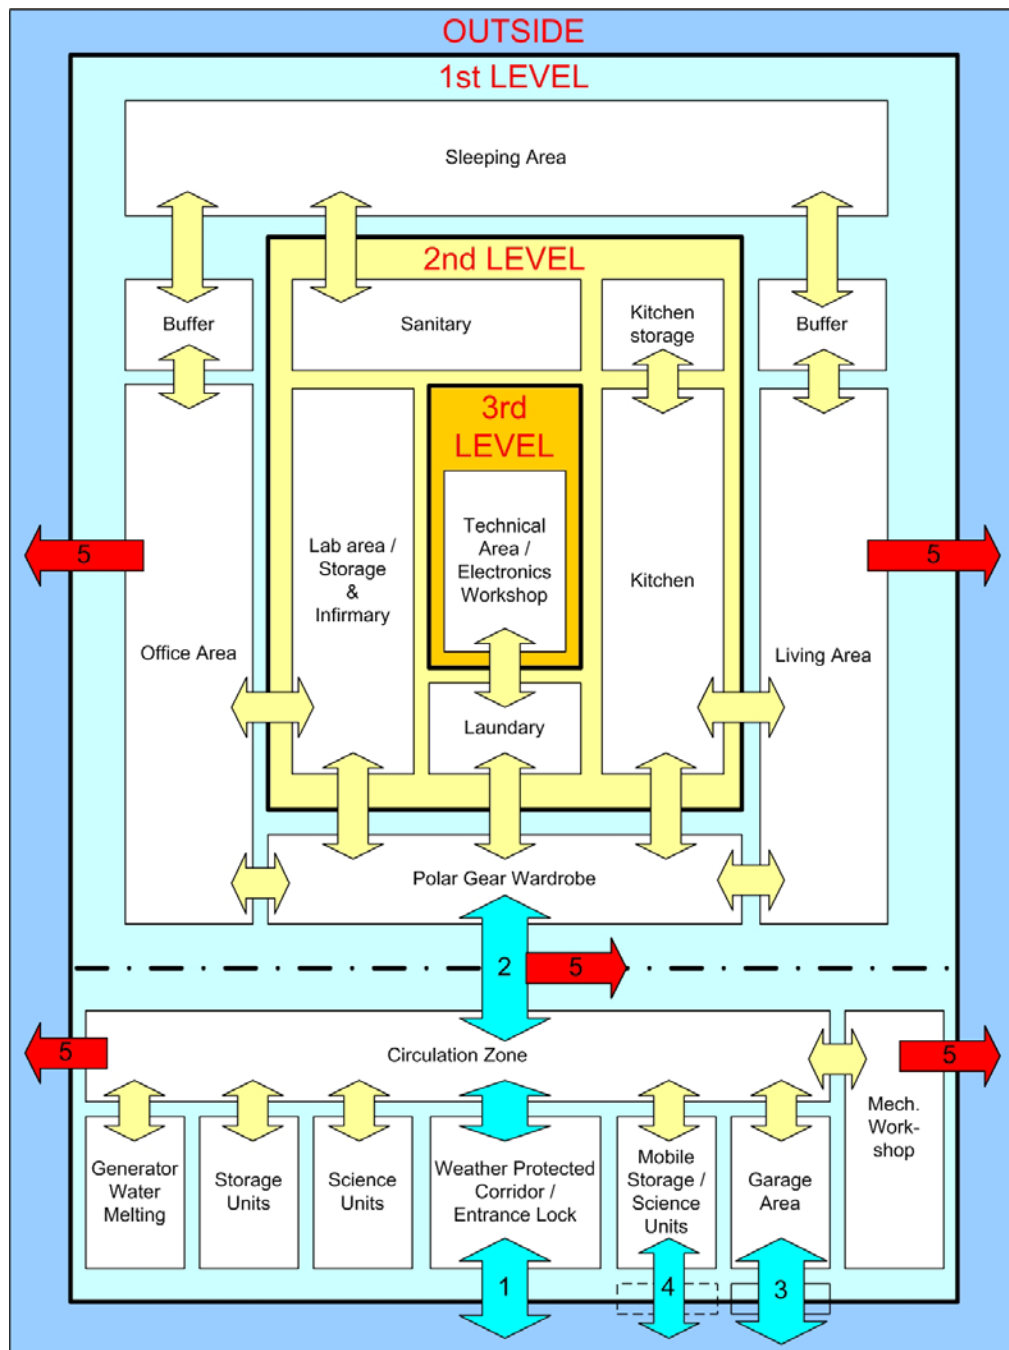 OUTSIDE
1st LEVEL
Sleeping Area
2nd LEVEL
Buffer
Sanitary
Kitchen
storage
Buffer
3rd
LEVEL
Technical
Area /
Electronics
Workshop
Lab area /
Storage
&
Infirmary
Kitchen
5
5
Office Area
Living Area
Laundary
Polar Gear Wardrobe
2
5
5
Circulation Zone
5
Mech.
Work-
shop
Generator
Water
Melting
Storage
Units
Science
Units
Weather Protected
Corridor /
Entrance Lock
Mobile
Storage /
Science
Units
Garage
Area
1
4
3